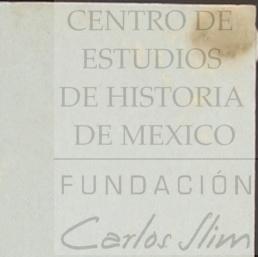 CENTRO DE
ESTUDIOS
DE HISTORIA
DE MEXICO
FUNDACIÓN
Carlos Slim